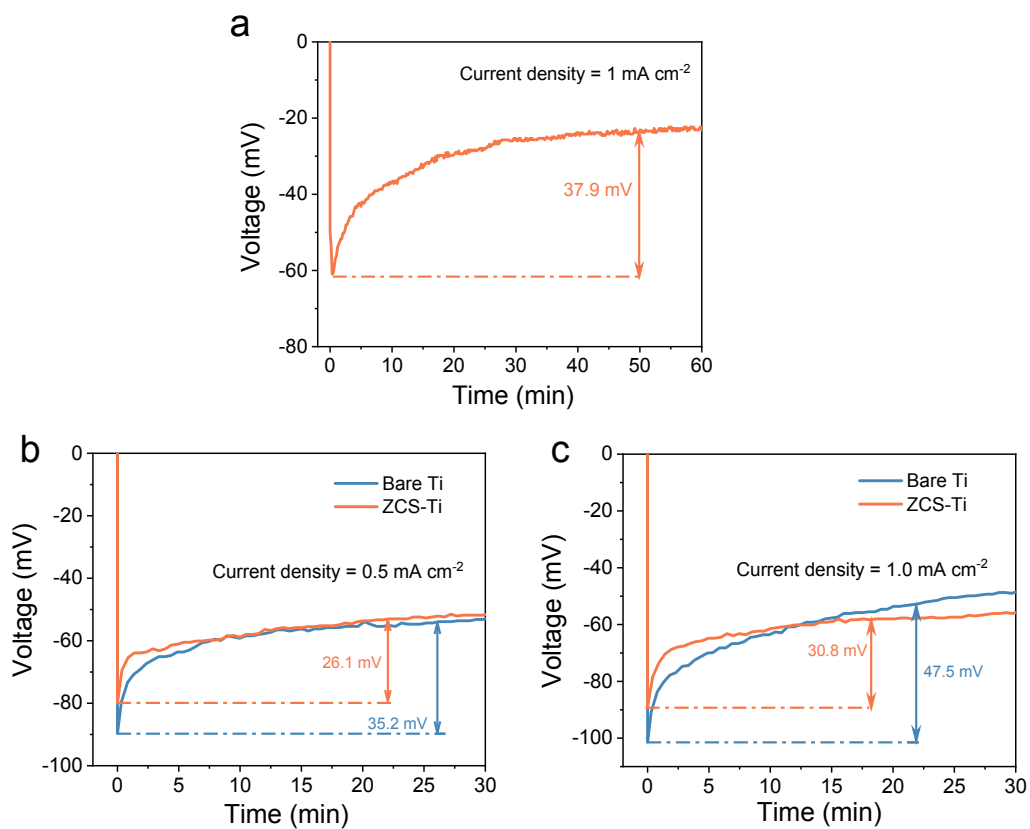 a
Current density = 1 mA cm-2
0
-20
-40
-60
-80
Voltage (mV)
37.9 mV
0 10 20 30 40 50 60
Time (min)
b
0
-20
-40
-60
-80
-100
Voltage (mV)
Bare Ti
ZCS-Ti
Current density = 0.5 mA cm-2
26.1 mV
35.2 mV
0 5 10 15 20 25 30
Time (min)
c
0
-20
-40
-60
-80
-100
Voltage (mV)
Bare Ti
ZCS-Ti
Current density = 1.0 mA cm-2
30.8 mV
47.5 mV
0 5 10 15 20 25 30
Time (min)